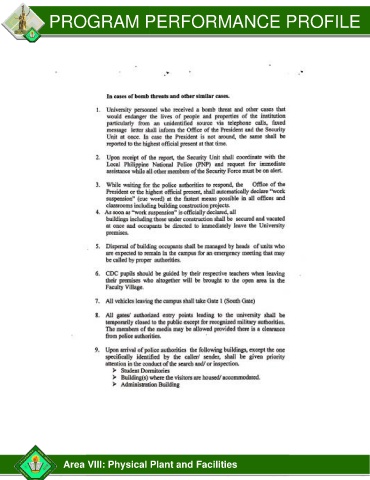 PROGRAM PERFORMANCE PROFILE
In cases of bomb threats and other similar cases.
1. University personnel who received a bomb threat and other cases that
would endanger the lives of people and properties of the institution
particularly from an unidentified source via telephone calls, faxed
message letter shall inform the Office of the President and the Security
Unit at once. In case the President is not around, the same shall be
reported to the highest official present at that time.
2. Upon receipt of the report, the Security Unit shall coordinate with the
Local Philippine National Police (PNP) and request for immediate
assistance while all other members of the Security Force must be on alert.
3. While waiting for the police authorities to respond, the Office of the
President or the highest official present, shall automatically declare "work
suspension" (cue word) at the fastest means possible in all offices and
classrooms including building construction projects.
4. As soon as "work suspension" is officially declared, all
buildings including those under construction shall be secured and vacated
at once and occupants be directed to immediately leave the University
premises.
5. Dispersal of building occupants shall be managed by heads of units who
are expected to remain in the campus for an emergency meeting that may
be called by proper authorities.
6. CDC pupils should be guided by their respective teachers when leaving
their premises who altogether will be brought to the open area in the
Faculty Village.
7. All vehicles leaving the campus shall take Gate 1 (South Gate)
8. All gates/ authorized entry points leading to the university shall be
temporarily closed to the public except for recognized military authorities.
The members of the media may be allowed provided there is a clearance
from police authorities.
9. Upon arrival of police authorities the following buildings, except the one
specifically identified by the caller/ sender, shall be given priority
attention in the conduct of the search and/ or inspection.
➢ Student Dormitories
➢ Building(s) where the visitors are housed/ accommodated.
➢ Administration Building
Area VIII: Physical Plant and Facilities